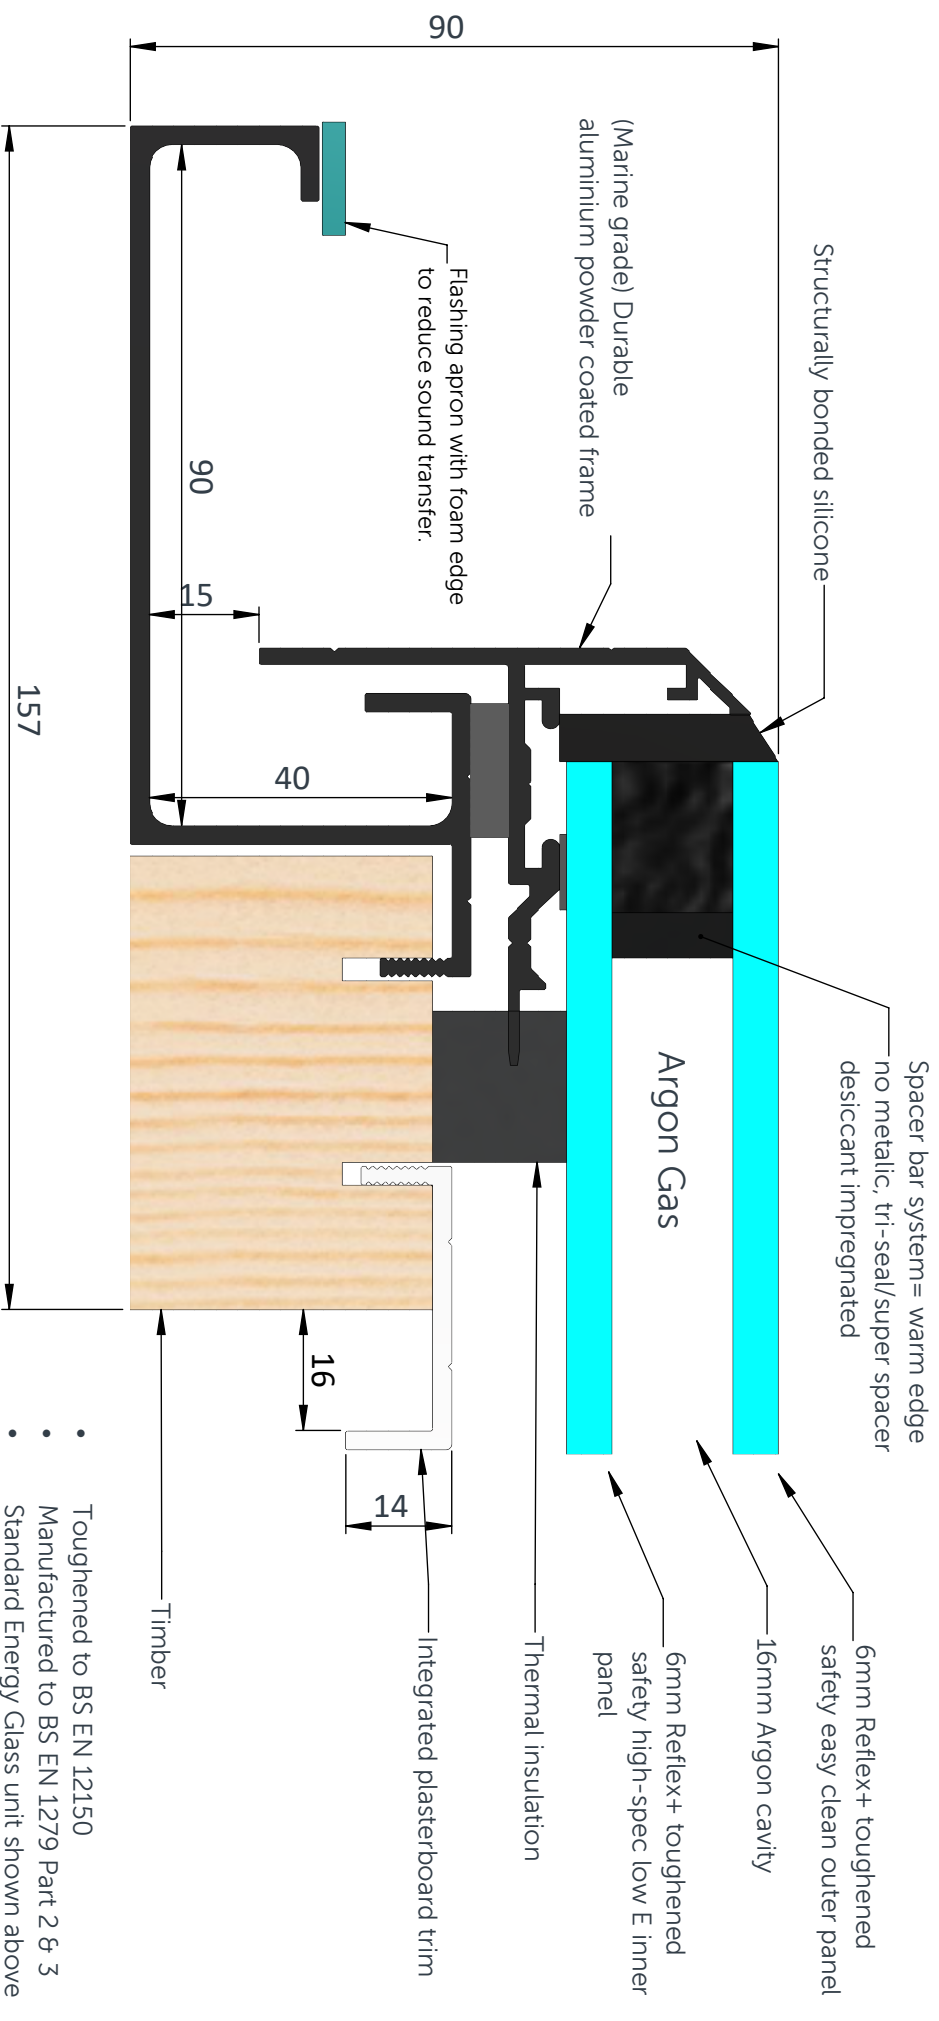 Structurally bonded silicone
(Marine grade) Durable
aluminium powder coated frame
Flashing apron with foam edge
to reduce sound transfer.
Spacer bar system= warm edge
no metalic, tri-seal/super spacer
desiccant impregnated
Argon Gas
6mm Reflex+ toughened
safety easy clean outer panel
16mm Argon cavity
6mm Reflex+ toughened
safety high-spec low E inner
panel
Thermal insulation
Integrated plasterboard trim
Timber
90
90
15
40
157
16
14
• Toughened to BS EN 12150
• Manufactured to BS EN 1279 Part 2 & 3
• Standard Energy Glass unit shown above